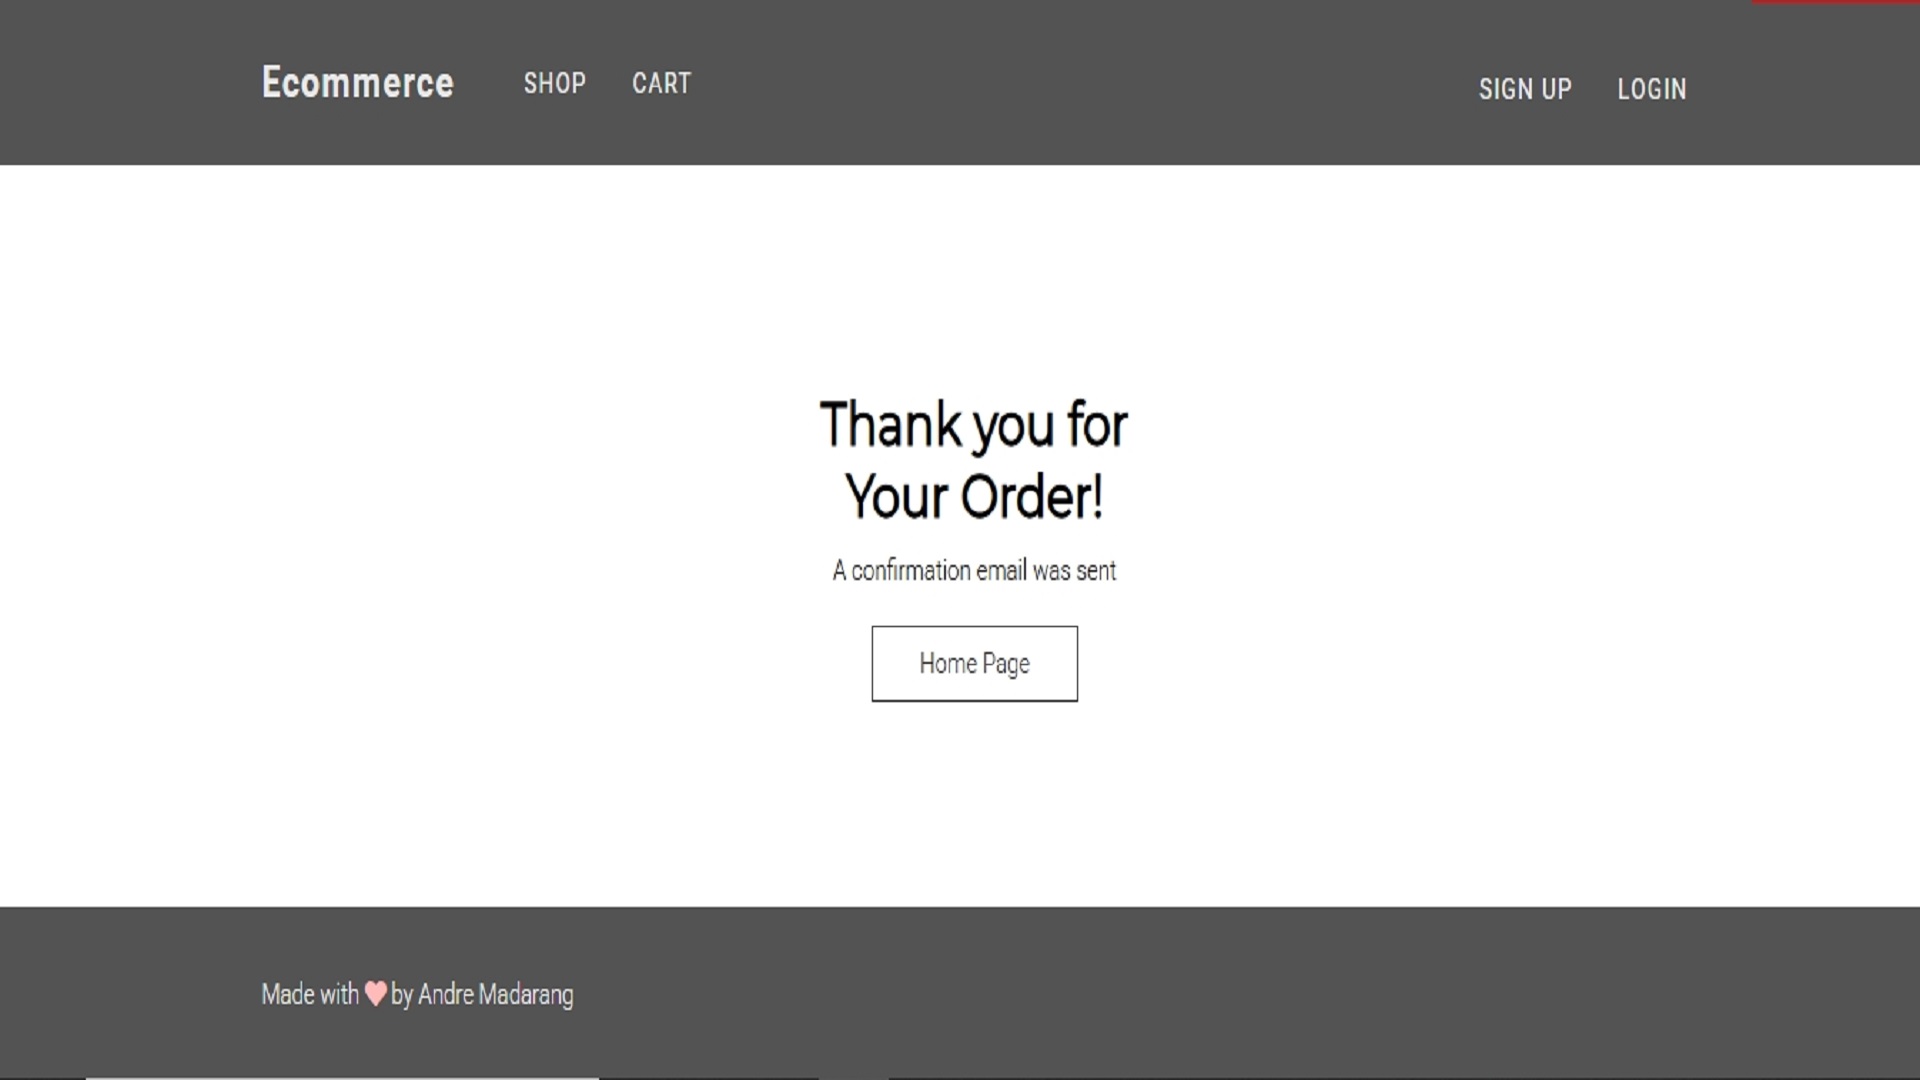 Ecommerce SHOP CART SIGN UP LOGIN
Thank you for
Your Order!
A confirmation email was sent
Home Page
Made with ♥ by Andre Madarang